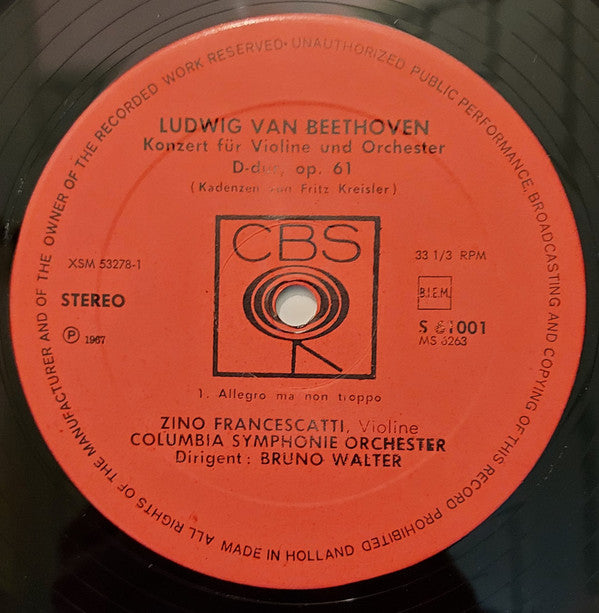 ALL RIGHTS OF THE MANUFACTURER AND OF THE OWNER OF THE RECORDED WORK RESERVED · UNAUTHORIZED PUBLIC PERFORMANCE, BROADCASTING AND COPYING OF THIS RECORD PROHIBITED
LUDWIG VAN BEETHOVEN
Konzert für Violine und Orchester
D-dur, op. 61
(Kadenzen von Fritz Kreisler)
CBS
XSM 53278-1
33 1/3 RPM
STEREO
B.I.E.M.
S 61001
MS 6263
℗ 1967
1. Allegro ma non troppo
ZINO FRANCESCATTI, Violine
COLUMBIA SYMPHONIE ORCHESTER
Dirigent: BRUNO WALTER
MADE IN HOLLAND